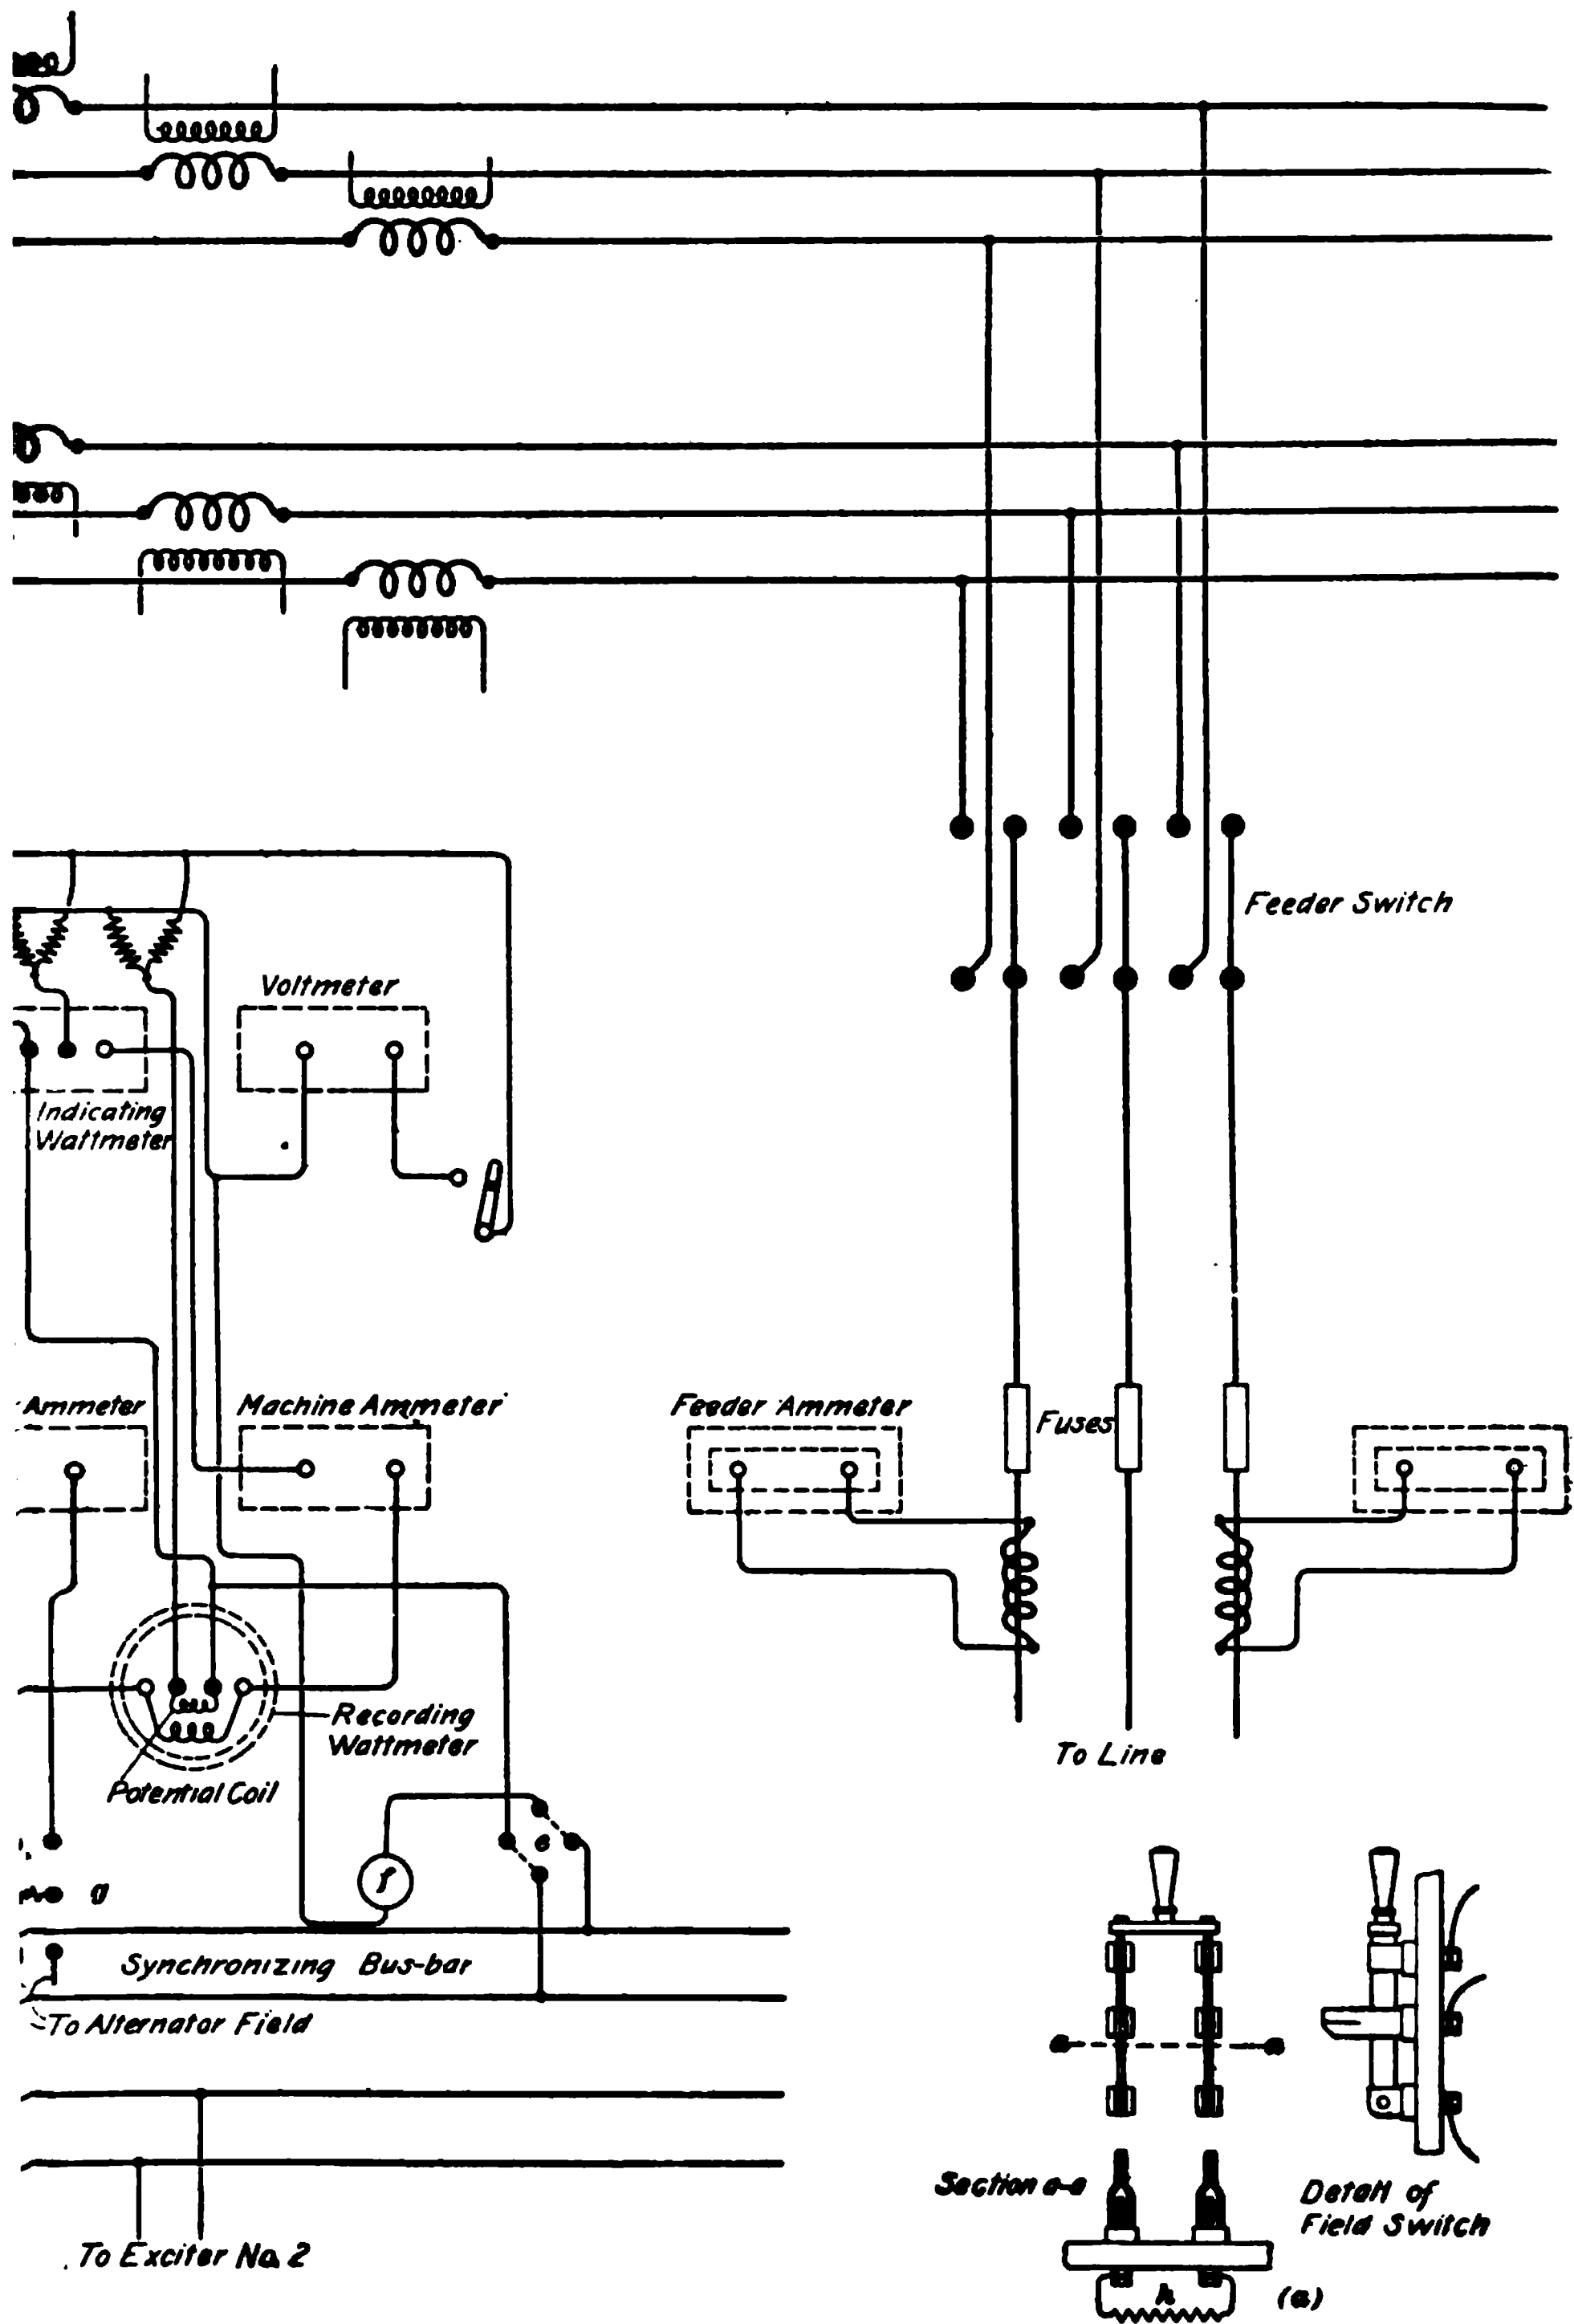 Feeder Switch
Voltmeter
Indicating
Wattmeter
Ammeter
Machine Ammeter
Feeder Ammeter
Fuses
Recording
Wattmeter
Potential Coil
To Line
e
f
g
Synchronizing Bus-bar
To Alternator Field
a a
Section a-a
Detail of
Field Switch
To Exciter No. 2
h
(a)